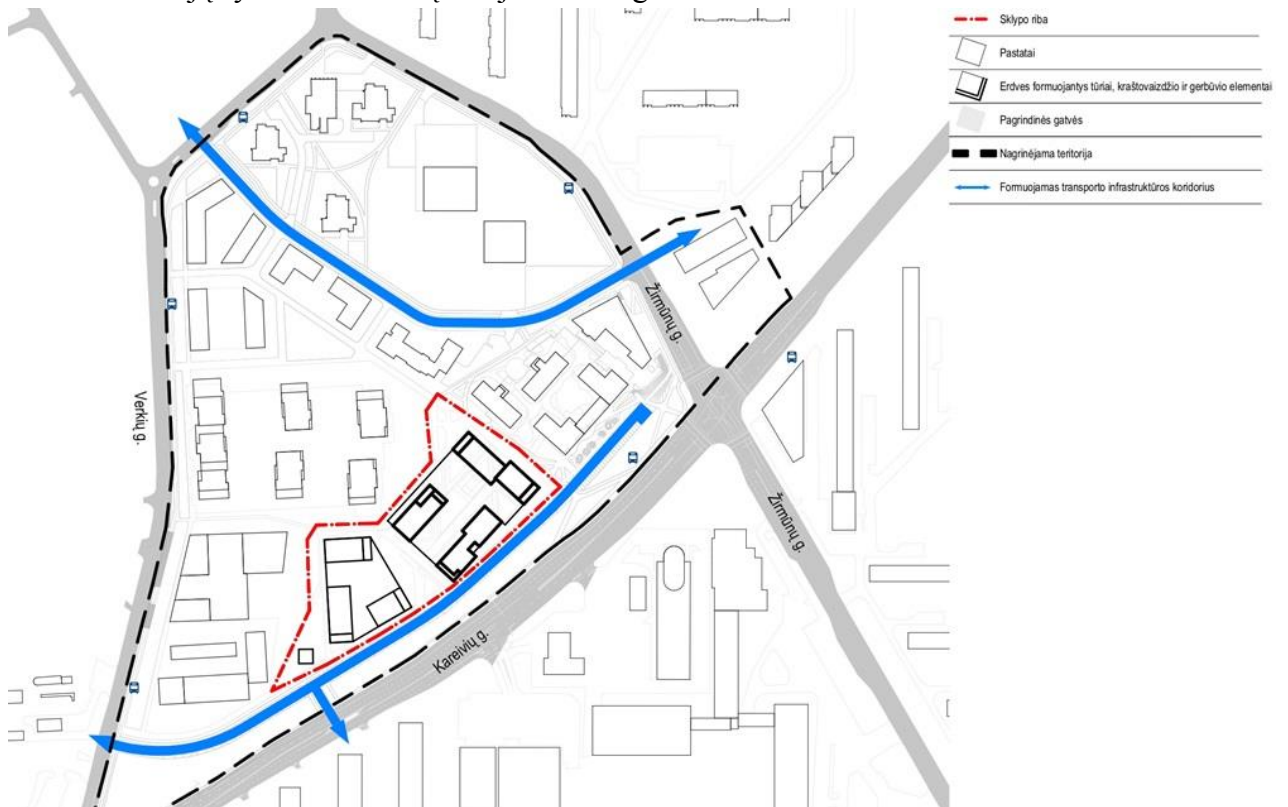 Sklypo riba
Pastatai
Erdves formuojantys tūriai, kraštovaizdžio ir gerbūvio elementai
Pagrindinės gatvės
Nagrinėjama teritorija
Formuojamas transporto infrastruktūros koridorius
Žirmūnų g.
Verkių g.
Žirmūnų g.
Kareivių g.